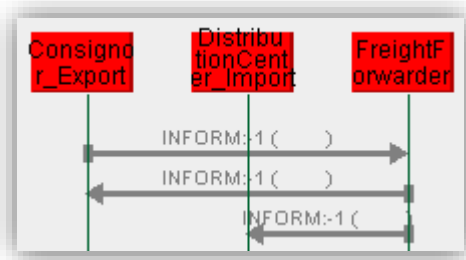 Consigno
r_Export
Distribu
tionCent
er_Import
FreightF
orwarder
INFORM:-1 ( )
INFORM:-1 ( )
INFORM:-1 (